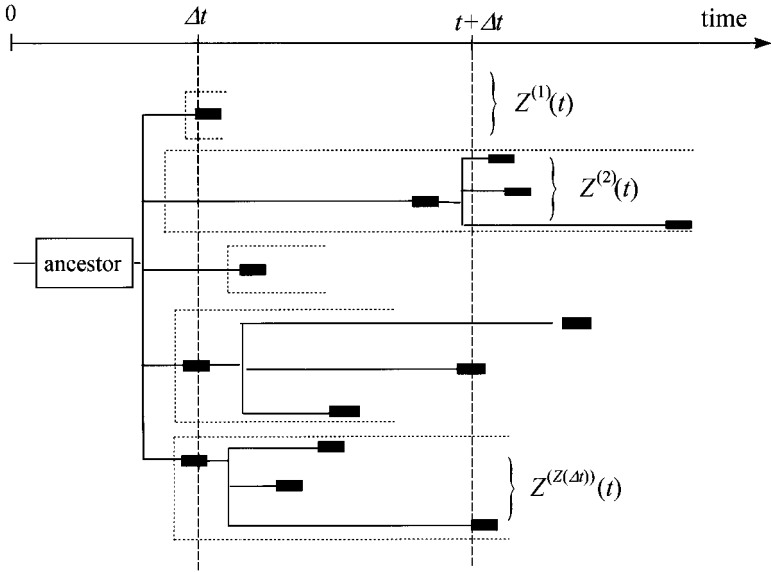 0 Δt t+Δt time
Z⁽¹⁾(t)
Z⁽²⁾(t)
ancestor
Z⁽ᶻ⁽Δᵗ⁾⁾(t)